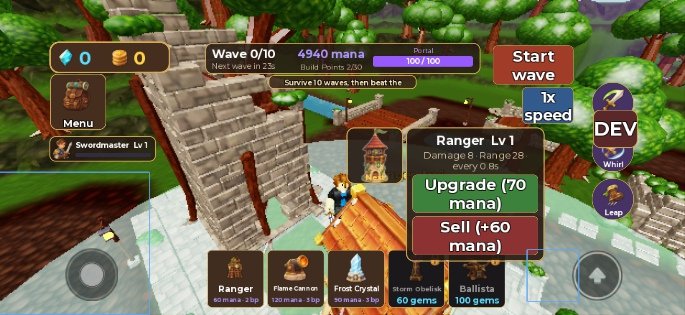 0 0
Wave 0/10 4940 mana
Next wave in 23s Build Points 2/30
Portal
100 / 100
Survive 10 waves, then beat the
Start
wave
1x
speed
Menu
Swordmaster Lv 1
DEV
Whirl
Leap
Ranger Lv 1
Damage 8 · Range 28 ·
every 0.8s
Upgrade (70
mana)
Sell (+60
mana)
Ranger
60 mana · 2 bp
Flame Cannon
120 mana · 3 bp
Frost Crystal
90 mana · 3 bp
Storm Obelisk
60 gems
Ballista
100 gems